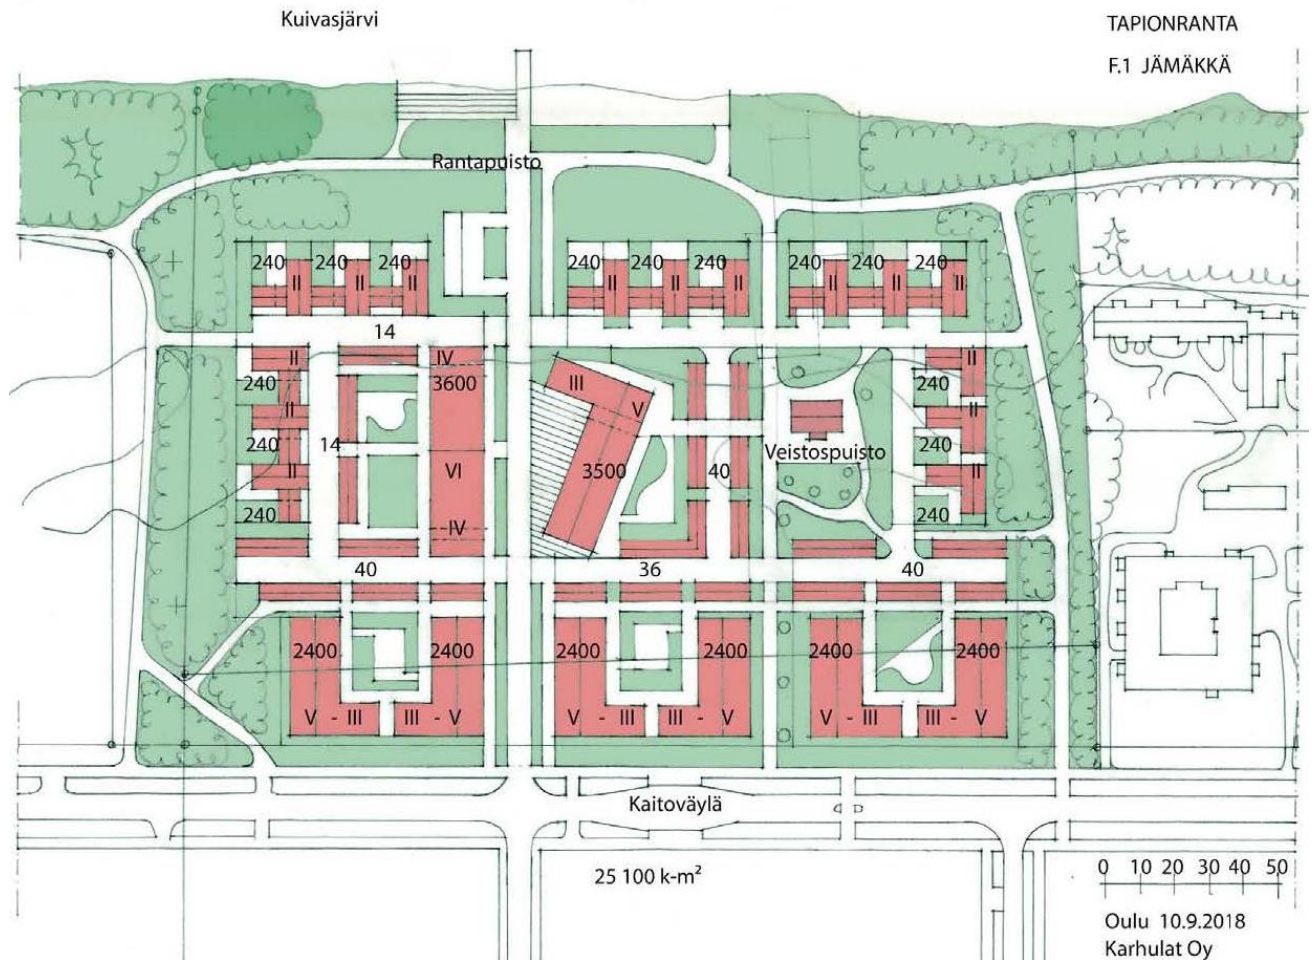 Kuivasjärvi
TAPIONRANTA
F.1 JÄMÄKKÄ
Rantapuisto
240 240 240 240 240 240 240 240 240
II II II II II II II II II
14
II IV III II
240 3600 V 240
II II
14 240
240 VI 3500 40 Veistospuisto
II II
240 IV 240
40 36 40
2400 2400 2400 2400 2400 2400
V - III III - V V - III III - V V - III III - V
Kaitoväylä
25 100 k-m²
0 10 20 30 40 50
Oulu 10.9.2018
Karhulat Oy